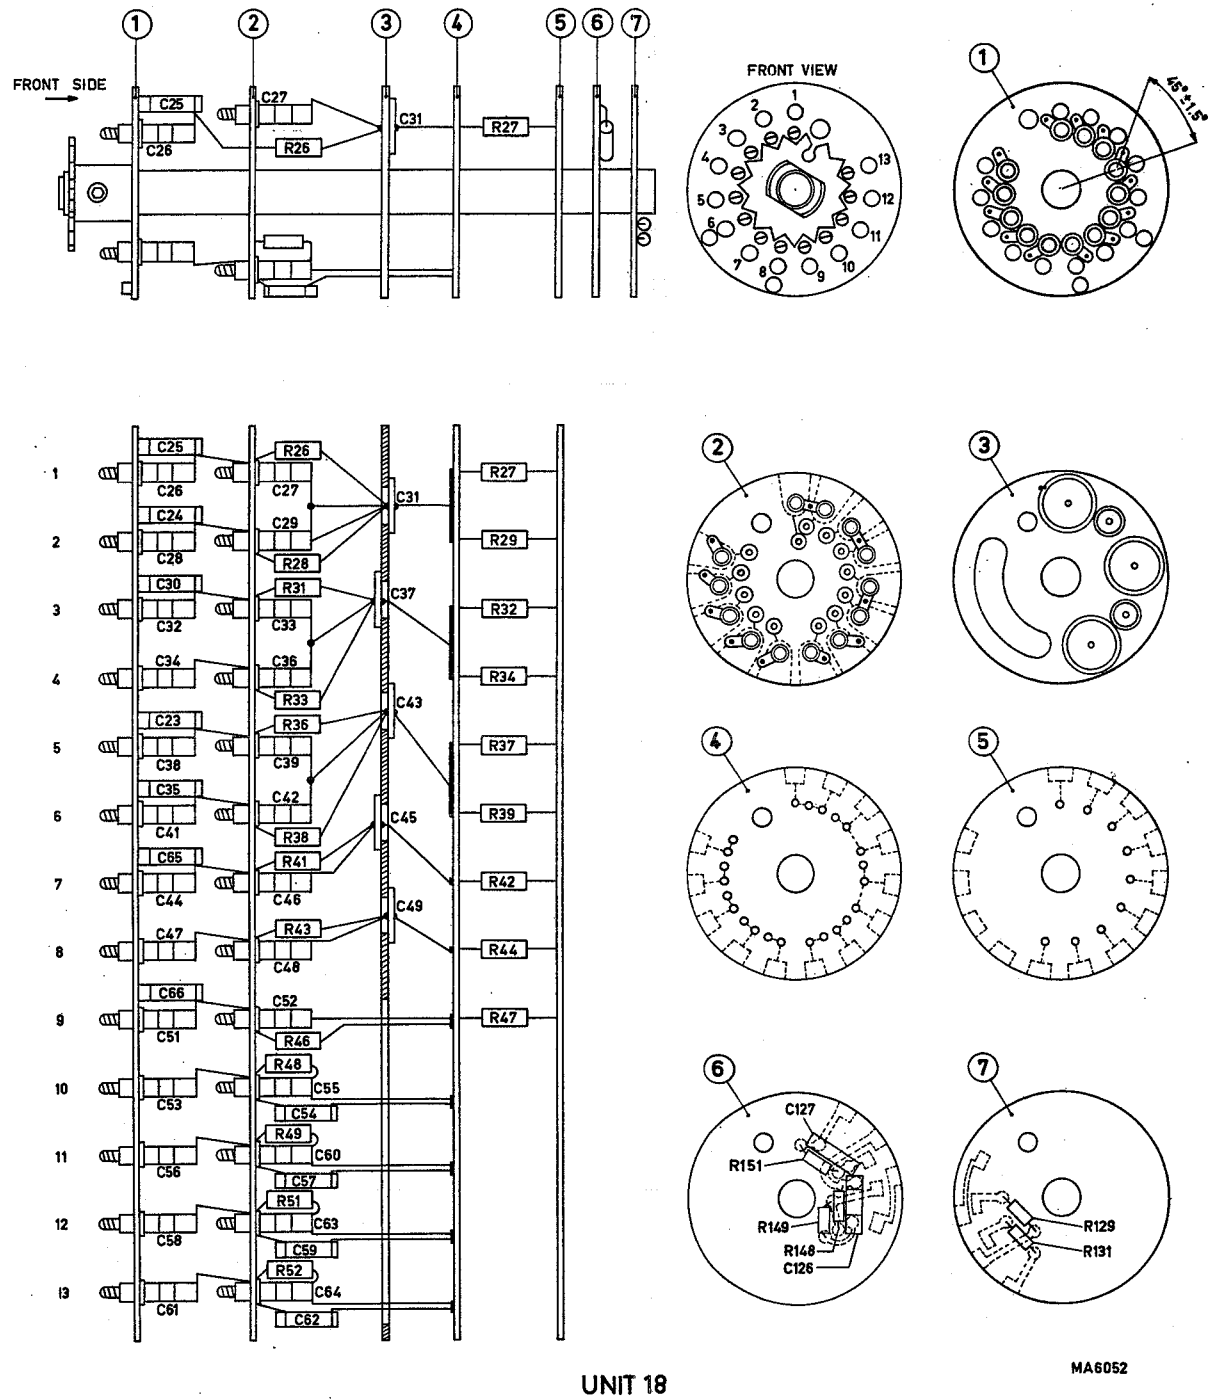 1 2 3 4 5 6 7
FRONT SIDE
C25
C26
R26
C27
C31
R27
FRONT VIEW
1
2
3
4
5
6
7
8
9
10
11
12
13
1
45°±1.5°
1 C25 C26 R26 C27 C31 R27
2 C24 C28 C29 R28 R29
3 C30 C32 R31 C33 C37 R32
4 C34 C36 R33 R34
5 C23 C38 R36 C39 C43 R37
6 C35 C41 C42 R38 C45 R39
7 C65 C44 R41 C46 R42
8 C47 R43 C48 C49 R44
9 C66 C51 C52 R46 R47
10 C53 R48 C55 C54
11 C56 R49 C60 C57
12 C58 R51 C63 C59
13 C61 R52 C64 C62
2
3
4
5
6
C127
R151
R149
R148
C126
7
R129
R131
MA6052
UNIT 18